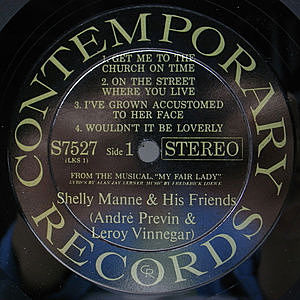 CONTEMPORARY
1. GET ME TO THE
CHURCH ON TIME
2. ON THE STREET
WHERE YOU LIVE
3. I'VE GROWN ACCUSTOMED
TO HER FACE
4. WOULDN'T IT BE LOVERLY
S7527
(LKS 1)
Side 1
STEREO
FROM THE MUSICAL, "MY FAIR LADY"
LYRICS BY ALAN JAY LERNER MUSIC BY FREDERICK LOEWE
Shelly Manne & His Friends
(André Previn &
Leroy Vinnegar)
RECORDS
CR